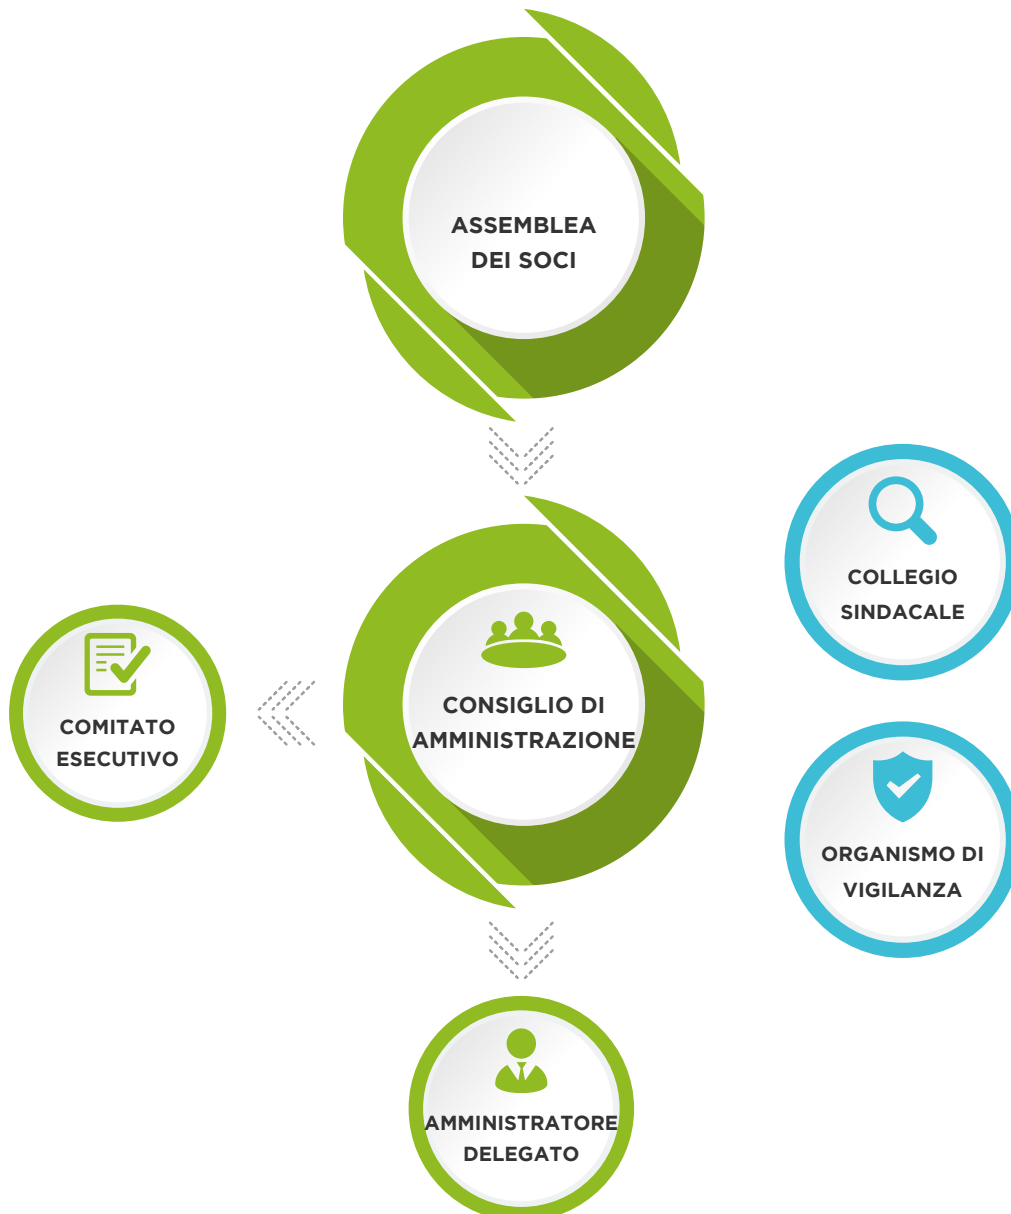 ASSEMBLEA
DEI SOCI
COLLEGIO
SINDACALE
COMITATO
ESECUTIVO
CONSIGLIO DI
AMMINISTRAZIONE
ORGANISMO DI
VIGILANZA
AMMINISTRATORE
DELEGATO